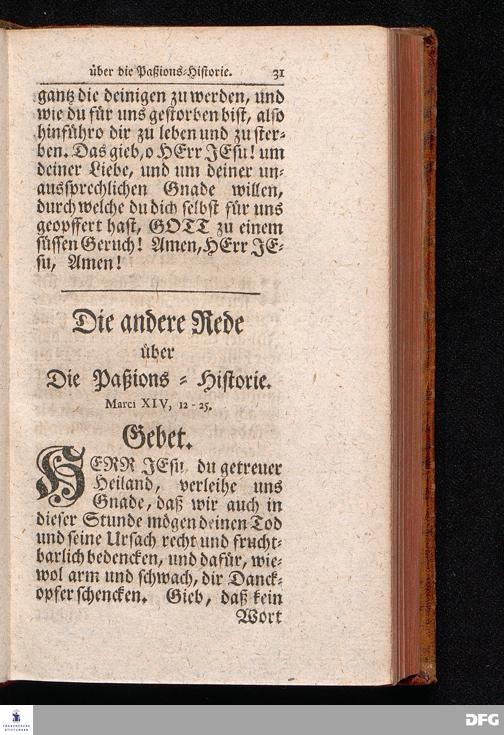 über die Paßions-Historie. 31
gantz die deinigen zu werden, und
wie du für uns gestorben bist, also
hinführo dir zu leben und zu ster-
ben. Das gieb, o HErr JEsu! um
deiner Liebe, und um deiner un-
aussprechlichen Gnade willen,
durch welche du dich selbst für uns
geopffert hast, GOTT zu einem
süssen Geruch! Amen, HErr JE-
su, Amen!
Die andere Rede
über
Die Paßions-Historie.
Marci XIV, 12-25.
Gebet.
HERR JEsu, du getreuer
Heiland, verleihe uns
Gnade, daß wir auch in
dieser Stunde mögen deinen Tod
und seine Ursach recht und frucht-
barlich bedencken, und dafür, wie-
wol arm und schwach, dir Danck-
opfer schencken. Gieb, daß kein
Wort
FRANCKESCHE
STIFTUNGEN
DFG